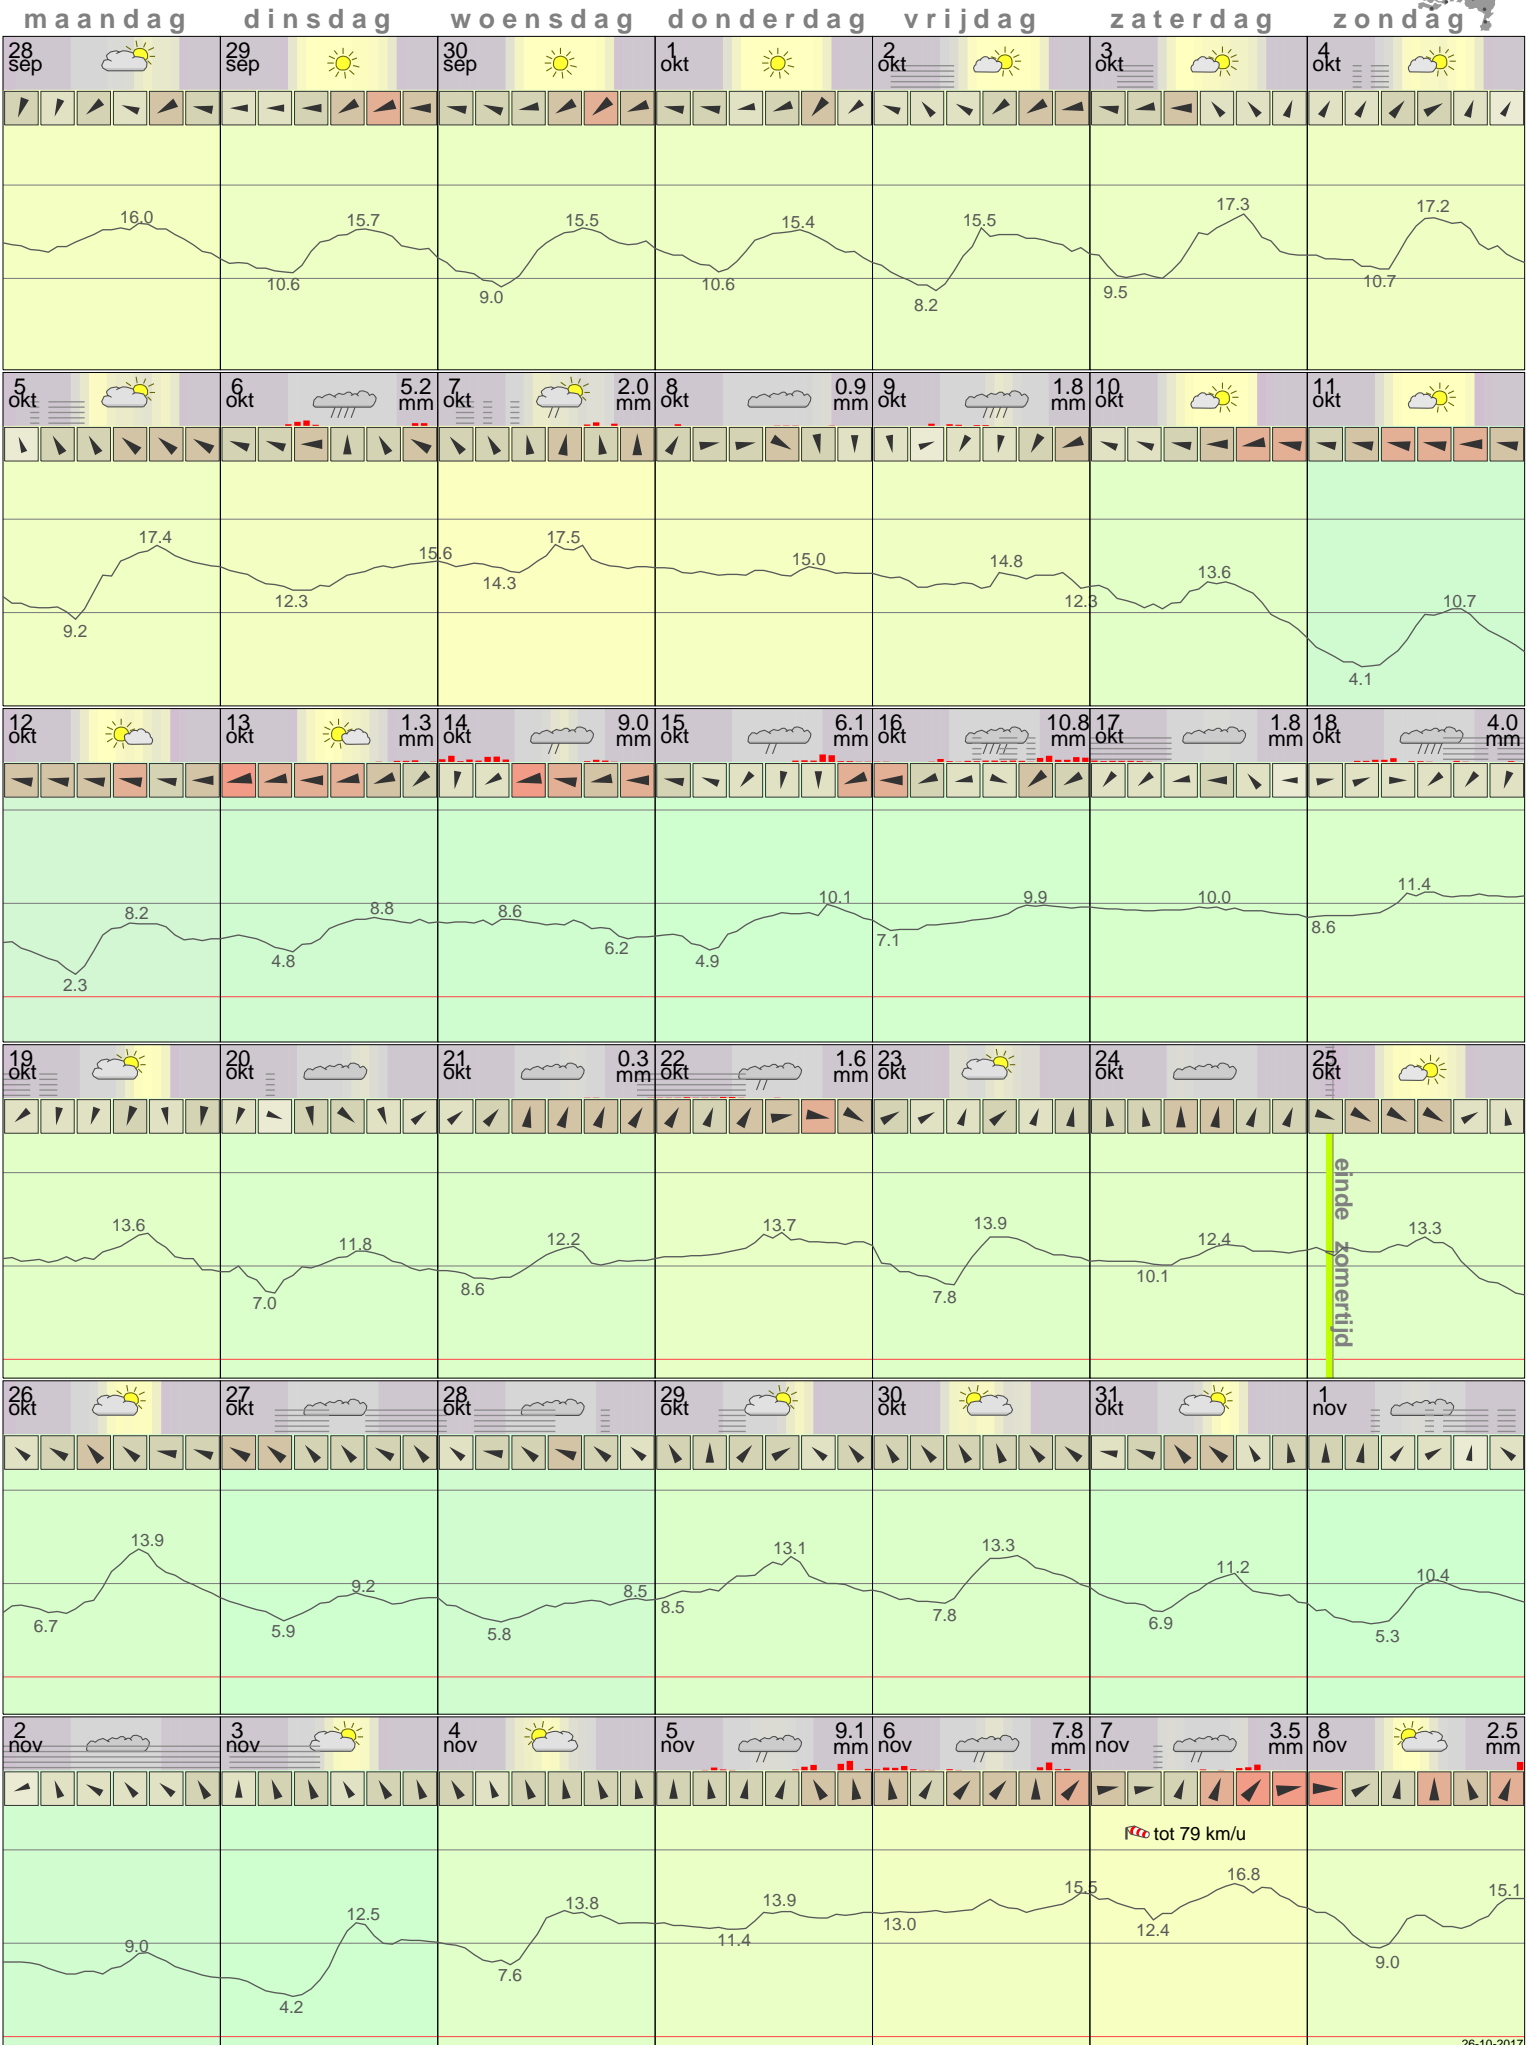 maandag dinsdag woensdag donderdag vrijdag zaterdag zondag
28 29 30 1 2 3 4
sep sep sep okt okt okt okt
16.0 15.7 15.5 15.4 15.5 17.3 17.2
10.6 9.0 10.6 8.2 9.5 10.7
5 6 5.2 7 2.0 8 0.9 9 1.8 10 11
okt okt mm okt mm okt mm okt mm okt okt
17.4 15.6 17.5 15.0 14.8 13.6 10.7
9.2 12.3 14.3 12.3 4.1
12 13 1.3 14 9.0 15 6.1 16 10.8 17 1.8 18 4.0
okt okt mm okt mm okt mm okt mm okt mm okt mm
8.2 8.8 8.6 10.1 9.9 10.0 11.4
2.3 4.8 6.2 4.9 7.1 8.6
19 20 21 0.3 22 1.6 23 24 25
okt okt okt mm okt mm okt okt okt
einde zomertijd
13.6 11.8 12.2 13.7 13.9 12.4 13.3
7.0 8.6 7.8 10.1
26 27 28 29 30 31 1
okt okt okt okt okt okt nov
13.9 9.2 8.5 13.1 13.3 11.2 10.4
6.7 5.9 5.8 8.5 7.8 6.9 5.3
2 3 4 5 9.1 6 7.8 7 3.5 8 2.5
nov nov nov nov mm nov mm nov mm nov mm
tot 79 km/u
9.0 12.5 13.8 13.9 15.5 16.8 15.1
4.2 7.6 11.4 13.0 12.4 9.0
26-10-2017